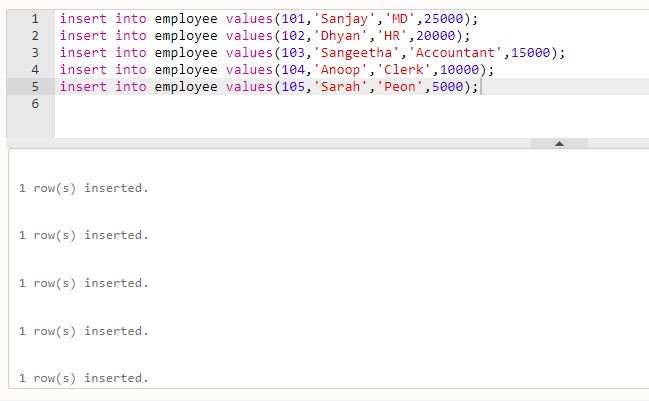 1 insert into employee values(101,'Sanjay','MD',25000);
2 insert into employee values(102,'Dhyan','HR',20000);
3 insert into employee values(103,'Sangeetha','Accountant',15000);
4 insert into employee values(104,'Anoop','Clerk',10000);
5 insert into employee values(105,'Sarah','Peon',5000);
6
1 row(s) inserted.
1 row(s) inserted.
1 row(s) inserted.
1 row(s) inserted.
1 row(s) inserted.